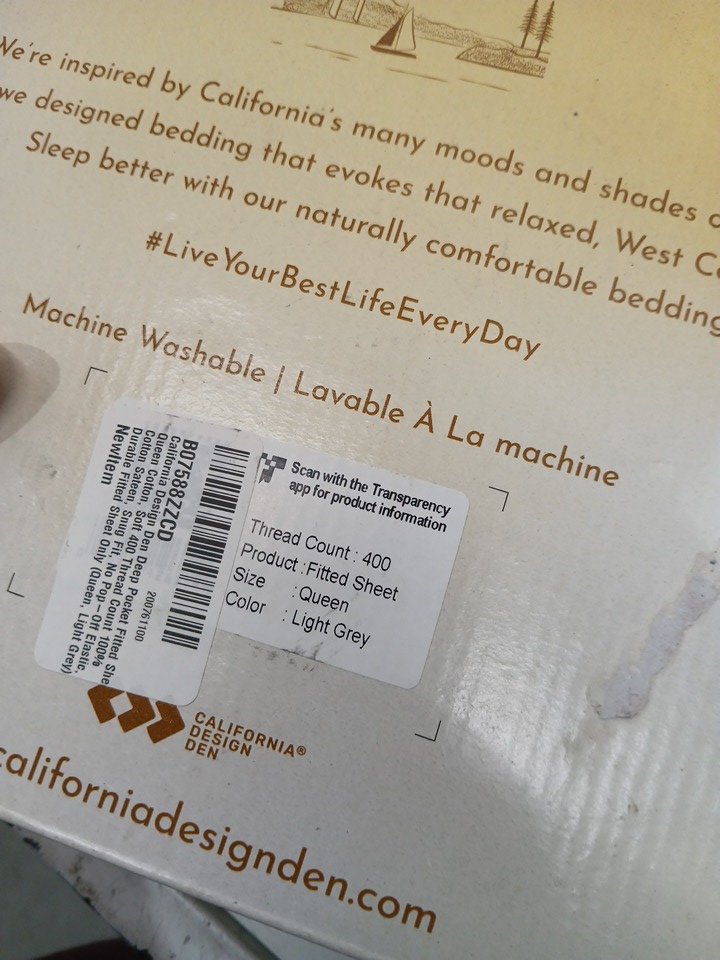 We're inspired by California's many moods and shades
we designed bedding that evokes that relaxed, West
Sleep better with our naturally comfortable bedding
#LiveYourBestLifeEveryDay
Machine Washable | Lavable À La machine
B07588ZZCD
200761100
California Design Den Deep Pocket Fitted She
Queen Cotton, Soft 400 Thread Count 100%
Cotton Sateen, Snug Fit, No Pop-Off Elastic,
Durable Fitted Sheet Only (Queen, Light Grey)
NewItem
Scan with the Transparency
app for product information
Thread Count : 400
Product : Fitted Sheet
Size : Queen
Color : Light Grey
CALIFORNIA®
DESIGN
DEN
californiadesignden.com